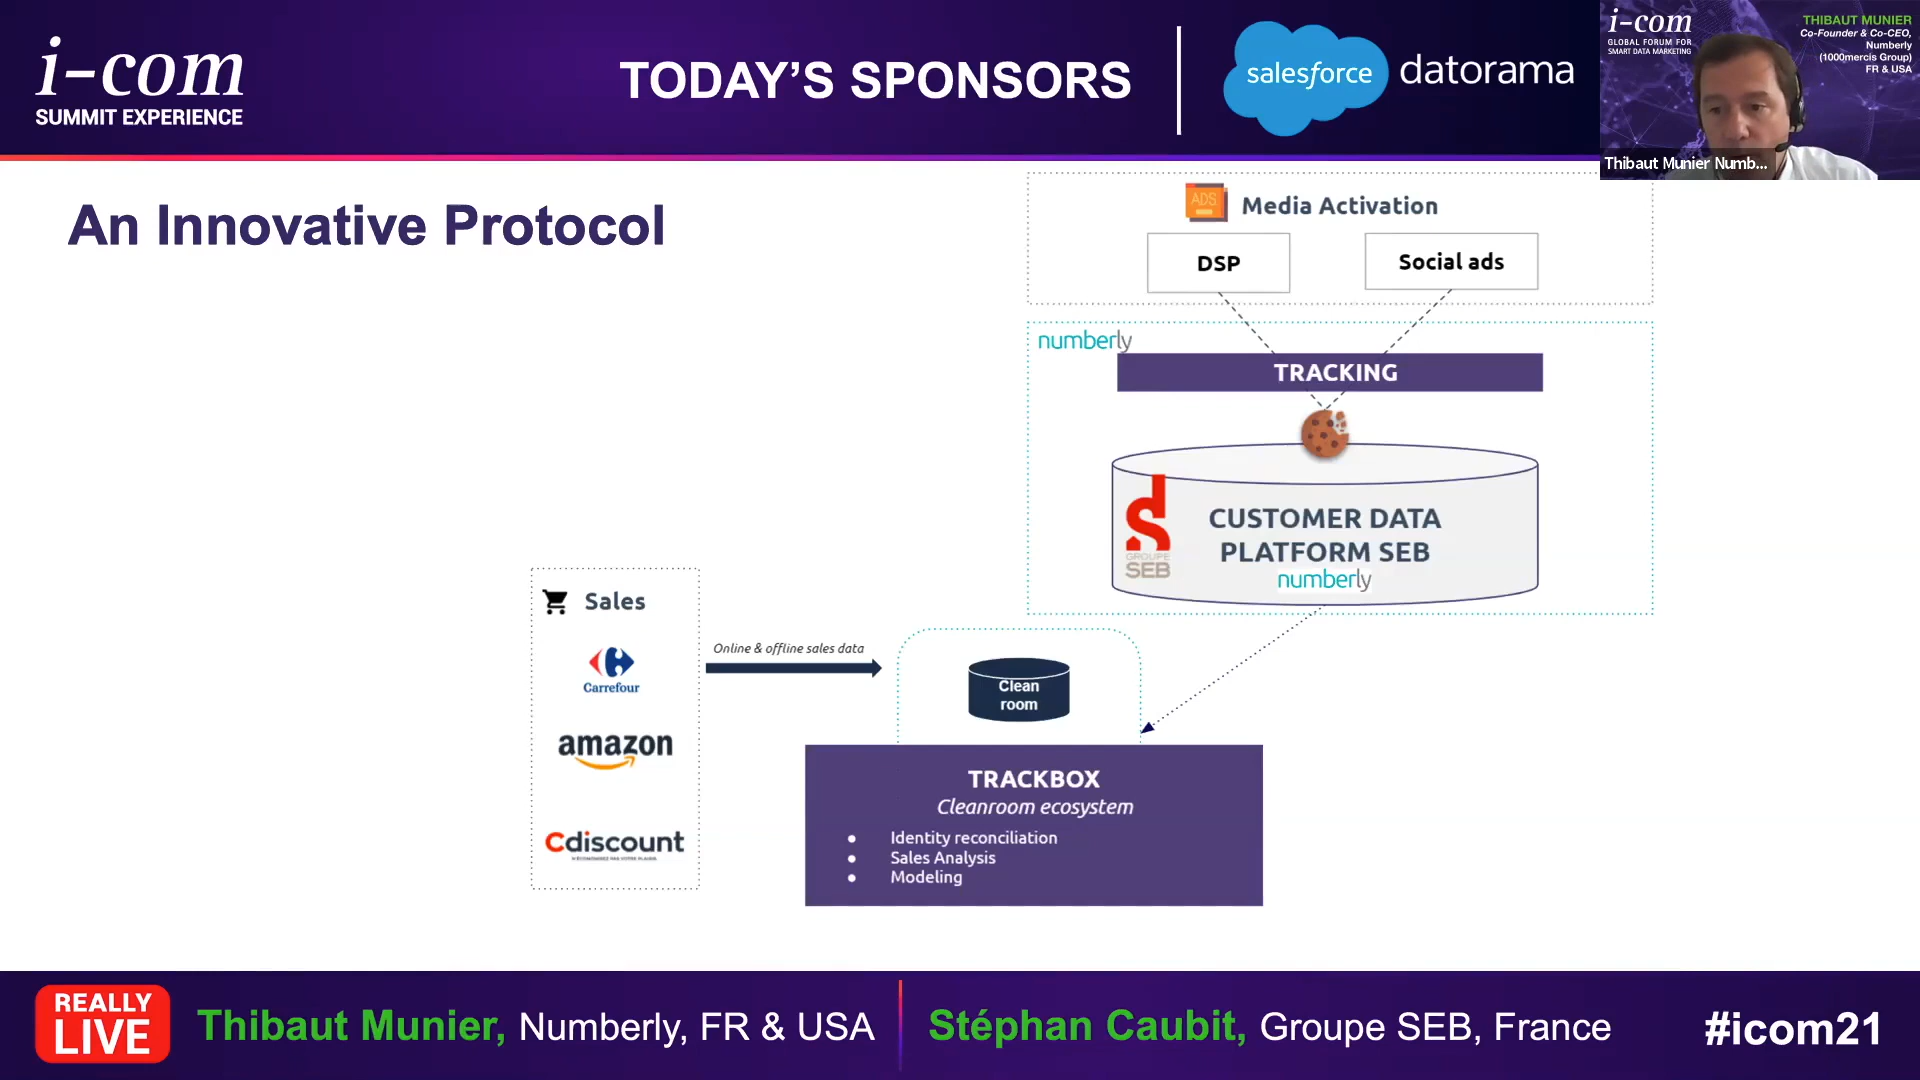 i-com
SUMMIT EXPERIENCE
TODAY'S SPONSORS
salesforce
datorama
i-com
GLOBAL FORUM FOR
SMART DATA MARKETING
THIBAUT MUNIER
Co-Founder & Co-CEO,
Numberly
(1000mercis Group)
FR & USA
Thibaut Munier Numb...
An Innovative Protocol
ADS
Media Activation
DSP
Social ads
numberly
TRACKING
GROUPE
SEB
CUSTOMER DATA
PLATFORM SEB
numberly
Sales
Carrefour
amazon
Cdiscount
Online & offline sales data
Clean
room
TRACKBOX
Cleanroom ecosystem
• Identity reconciliation
• Sales Analysis
• Modeling
REALLY
LIVE
Thibaut Munier, Numberly, FR & USA
Stéphan Caubit, Groupe SEB, France
#icom21